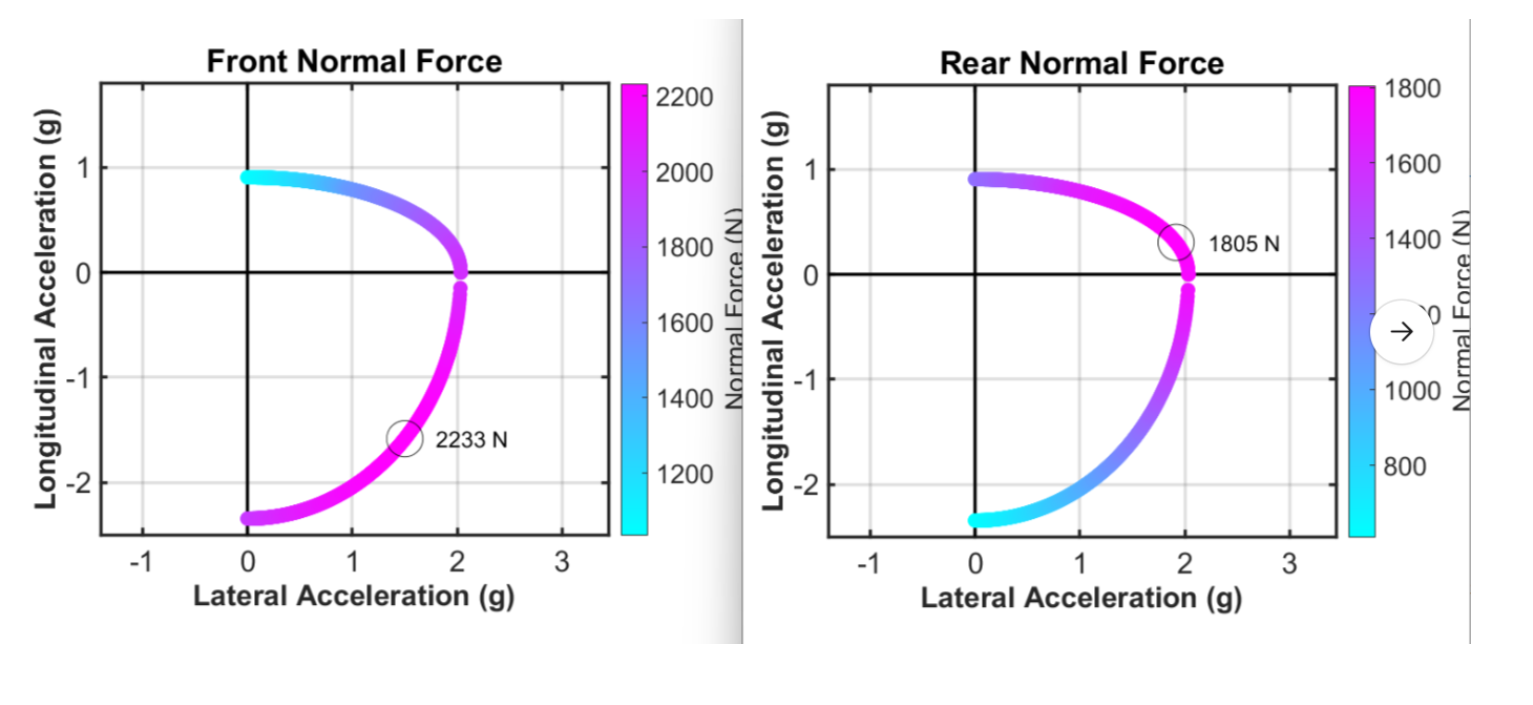 Front Normal Force
Longitudinal Acceleration (g)
1
0
-1
-2
-1 0 1 2 3
Lateral Acceleration (g)
2233 N
2200
2000
1800
1600
1400
1200
Normal Force (N)
Rear Normal Force
Longitudinal Acceleration (g)
1
0
-1
-2
-1 0 1 2 3
Lateral Acceleration (g)
1805 N
1800
1600
1400
0
1000
800
Normal Force (N)